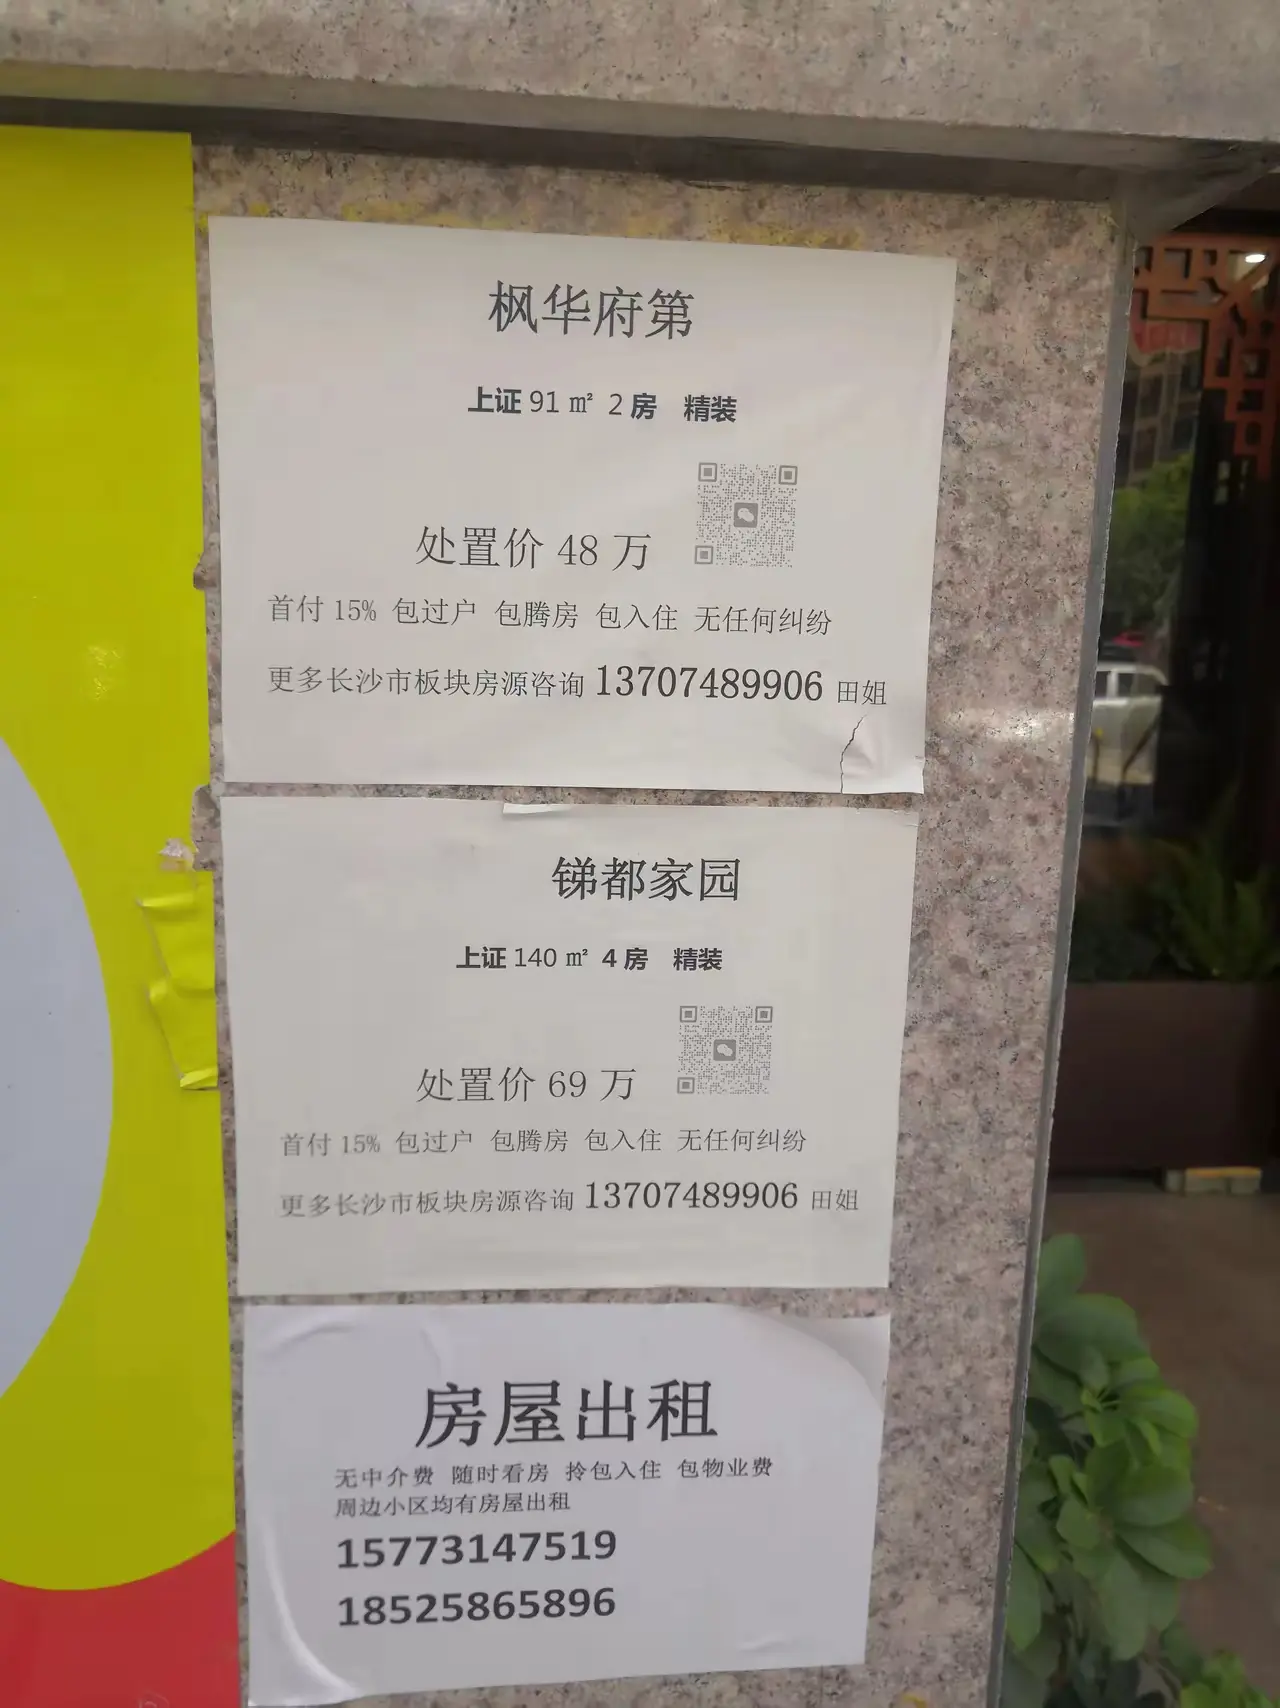 枫华府第
上证 91 ㎡ 2 房 精装
处置价 48 万
首付 15% 包过户 包腾房 包入住 无任何纠纷
更多长沙市板块房源咨询 13707489906 田姐
锑都家园
上证 140 ㎡ 4 房 精装
处置价 69 万
首付 15% 包过户 包腾房 包入住 无任何纠纷
更多长沙市板块房源咨询 13707489906 田姐
房屋出租
无中介费 随时看房 拎包入住 包物业费
周边小区均有房屋出租
15773147519
18525865896